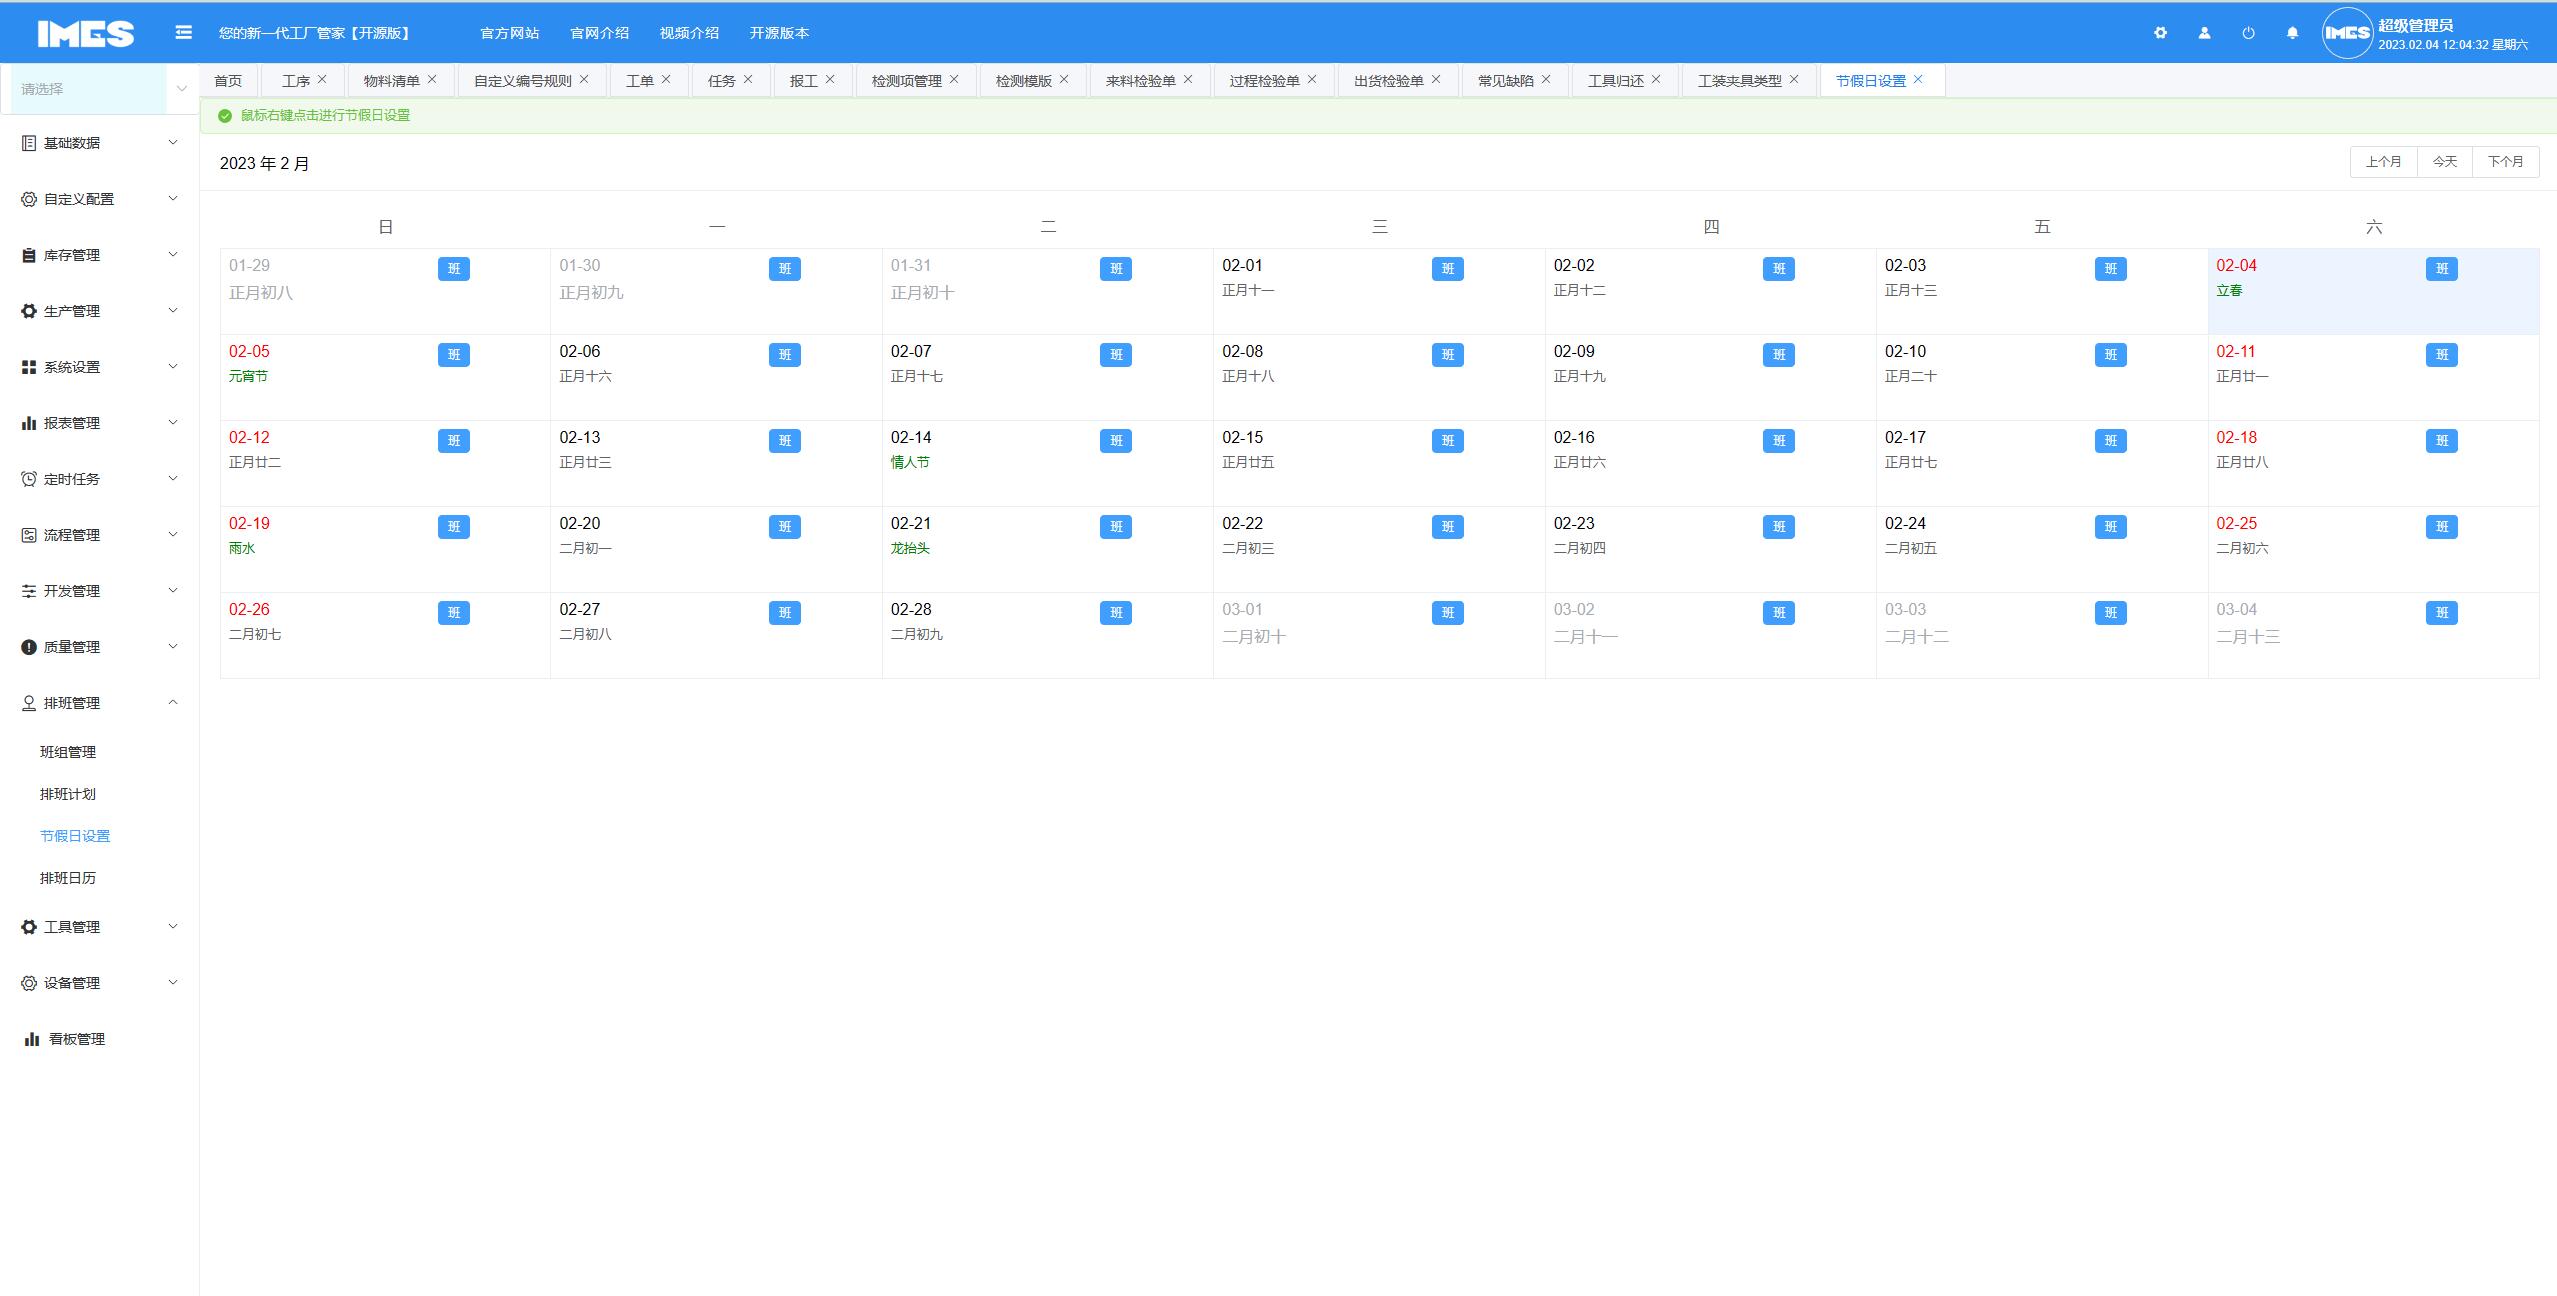 IMES
您的新一代工厂管家【开源版】 官方网站 官网介绍 视频介绍 开源版本
IMES
超级管理员
2023.02.04 12:04:32 星期六
请选择
首页 工序 物料清单 自定义编号规则 工单 任务 报工 检测项管理 检测模版 来料检验单 过程检验单 出货检验单 常见缺陷 工具归还 工装夹具类型 节假日设置
鼠标右键点击进行节假日设置
基础数据
自定义配置
库存管理
生产管理
系统设置
报表管理
定时任务
流程管理
开发管理
质量管理
排班管理
班组管理
排班计划
节假日设置
排班日历
工具管理
设备管理
看板管理
2023 年 2 月
上个月 今天 下个月
日 一 二 三 四 五 六
01-29 班 01-30 班 01-31 班 02-01 班 02-02 班 02-03 班 02-04 班
正月初八 正月初九 正月初十 正月十一 正月十二 正月十三 立春
02-05 班 02-06 班 02-07 班 02-08 班 02-09 班 02-10 班 02-11 班
元宵节 正月十六 正月十七 正月十八 正月十九 正月二十 正月廿一
02-12 班 02-13 班 02-14 班 02-15 班 02-16 班 02-17 班 02-18 班
正月廿二 正月廿三 情人节 正月廿五 正月廿六 正月廿七 正月廿八
02-19 班 02-20 班 02-21 班 02-22 班 02-23 班 02-24 班 02-25 班
雨水 二月初一 龙抬头 二月初三 二月初四 二月初五 二月初六
02-26 班 02-27 班 02-28 班 03-01 班 03-02 班 03-03 班 03-04 班
二月初七 二月初八 二月初九 二月初十 二月十一 二月十二 二月十三